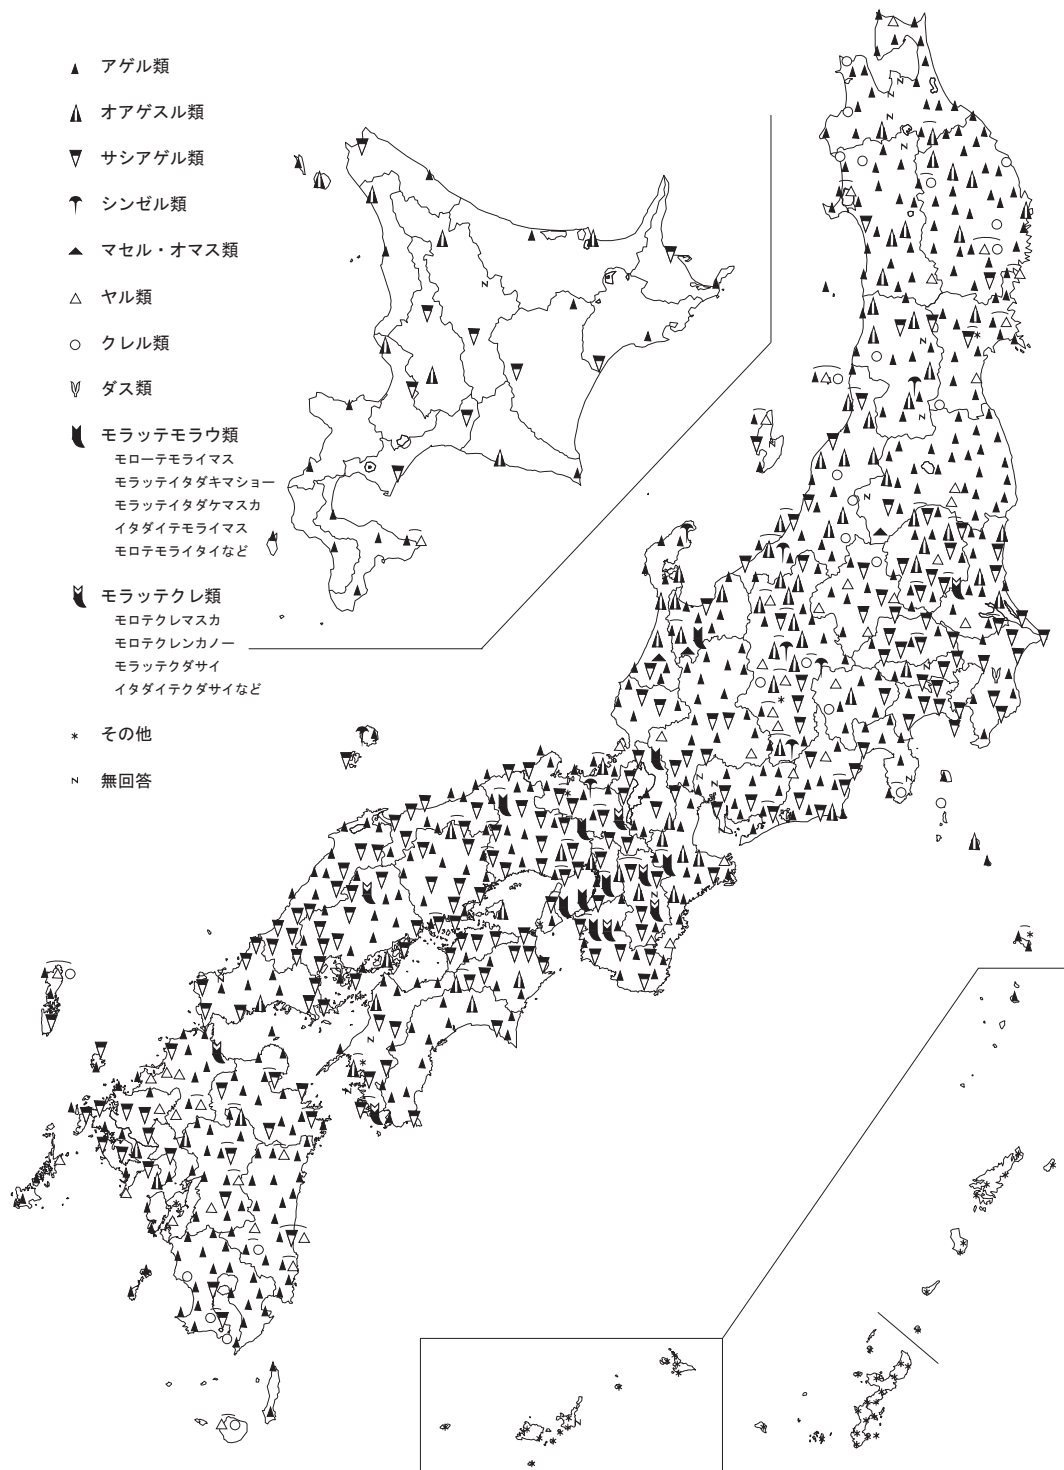 アゲル類
オアゲスル類
サシアゲル類
シンゼル類
マセル・オマス類
ヤル類
クレル類
ダス類
モラッテモラウ類
モローテモライマス
モラッテイタダキマショー
モラッテイタダケマスカ
イタダイテモライマス
モロテモライタイなど
モラッテクレ類
モロテクレマスカ
モロテクレンカノー
モラッテクダサイ
イタダイテクダサイなど
その他
無回答